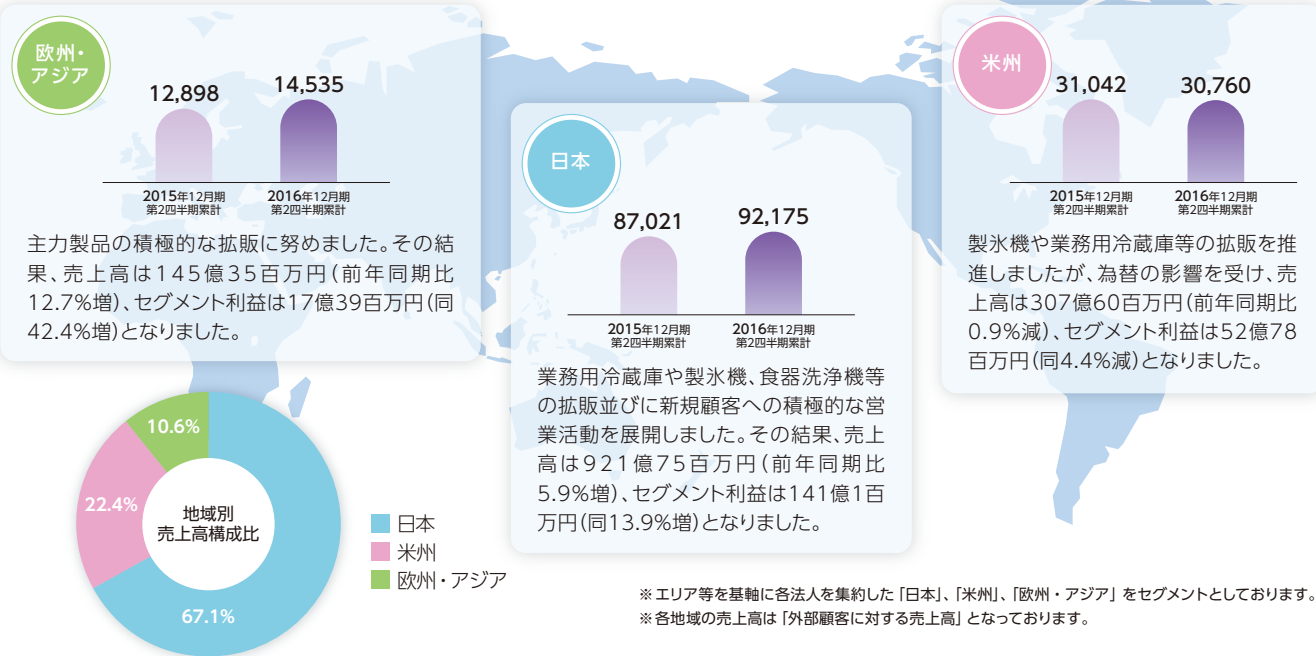 欧州・
アジア
12,898
14,535
2015年12月期
第2四半期累計
2016年12月期
第2四半期累計
主力製品の積極的な拡販に努めました。その結
果、売上高は145億35百万円(前年同期比
12.7%増)、セグメント利益は17億39百万円(同
42.4%増)となりました。
日本
87,021
92,175
2015年12月期
第2四半期累計
2016年12月期
第2四半期累計
業務用冷蔵庫や製氷機、食器洗浄機等
の拡販並びに新規顧客への積極的な営
業活動を展開しました。その結果、売上
高は921億75百万円(前年同期比
5.9%増)、セグメント利益は141億1百
万円(同13.9%増)となりました。
米州
31,042
30,760
2015年12月期
第2四半期累計
2016年12月期
第2四半期累計
製氷機や業務用冷蔵庫等の拡販を推
進しましたが、為替の影響を受け、売
上高は307億60百万円(前年同期比
0.9%減)、セグメント利益は52億78
百万円(同4.4%減)となりました。
10.6%
22.4%
地域別
売上高構成比
67.1%
日本
米州
欧州・アジア
※エリア等を基軸に各法人を集約した「日本」、「米州」、「欧州・アジア」をセグメントとしております。
※各地域の売上高は「外部顧客に対する売上高」となっております。